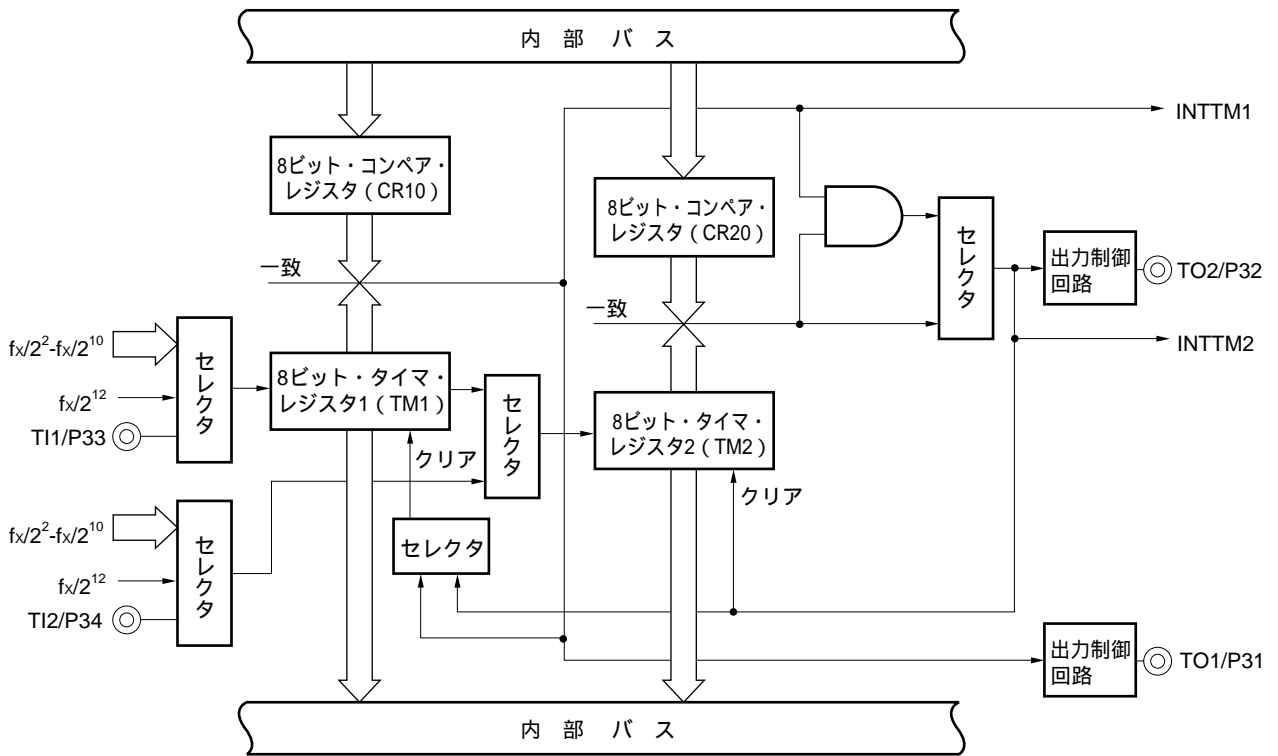 内 部 バ ス
INTTM1
8ビット・コンペア・
レジスタ（CR10）
8ビット・コンペア・
レジスタ（CR20）
セレクタ
出力制御
回路
TO2/P32
一致
一致
INTTM2
fx/2²-fx/2¹⁰
fx/2¹²
TI1/P33
セレクタ
8ビット・タイマ・
レジスタ1（TM1）
セレクタ
8ビット・タイマ・
レジスタ2（TM2）
クリア
クリア
fx/2²-fx/2¹⁰
fx/2¹²
TI2/P34
セレクタ
セレクタ
出力制御
回路
TO1/P31
内 部 バ ス